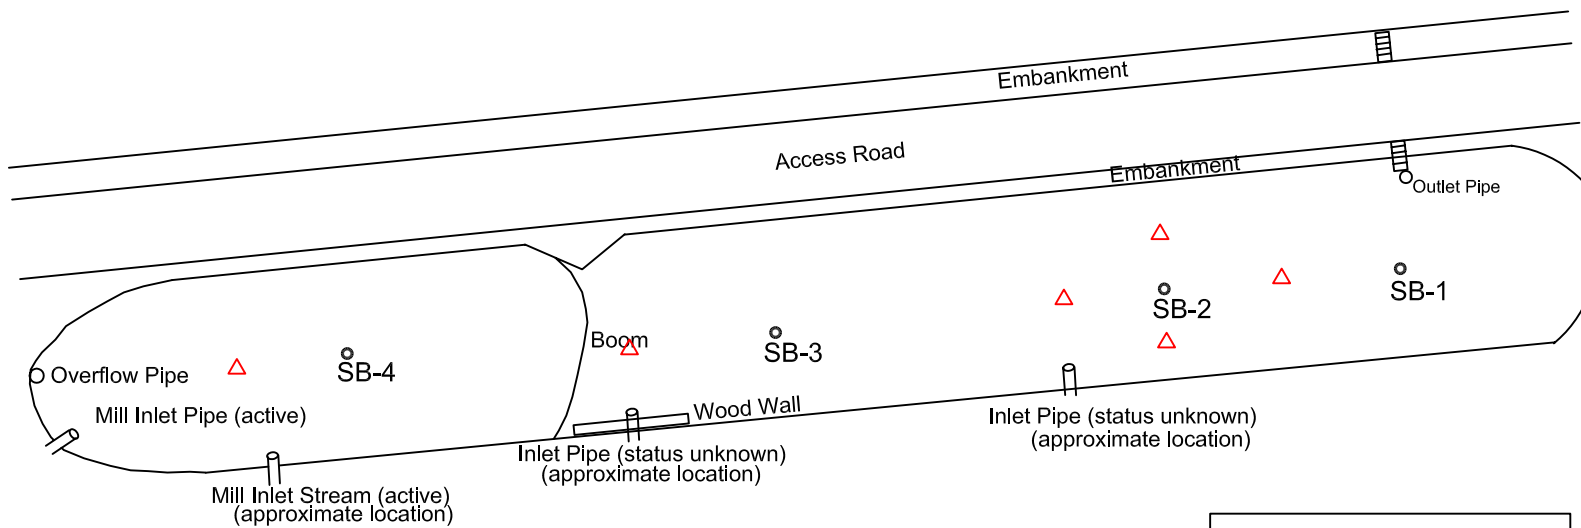 Embankment
Access Road
Embankment
Outlet Pipe
SB-1
SB-2
Boom
SB-3
SB-4
Overflow Pipe
Mill Inlet Pipe (active)
Wood Wall
Inlet Pipe (status unknown)
(approximate location)
Inlet Pipe (status unknown)
(approximate location)
Mill Inlet Stream (active)
(approximate location)